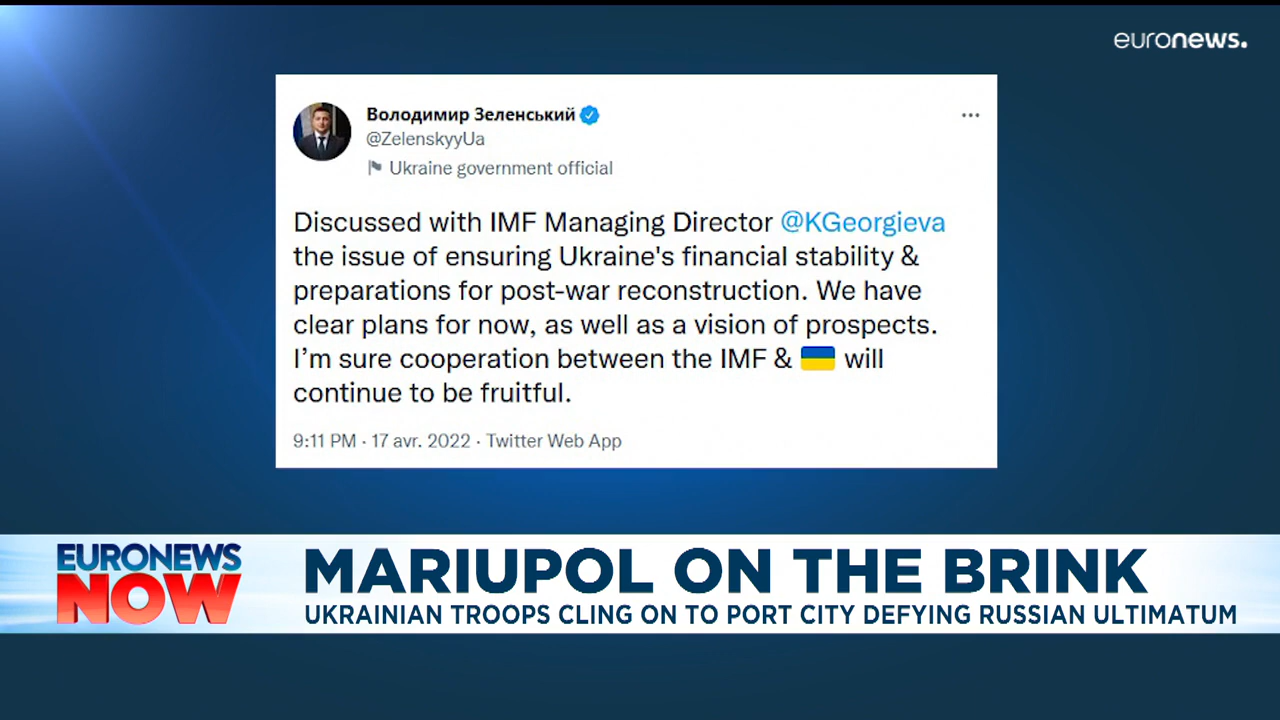 euronews.
Володимир Зеленський
@ZelenskyyUa
Ukraine government official
Discussed with IMF Managing Director @KGeorgieva
the issue of ensuring Ukraine's financial stability &
preparations for post-war reconstruction. We have
clear plans for now, as well as a vision of prospects.
I’m sure cooperation between the IMF & 🇺🇦 will
continue to be fruitful.
9:11 PM · 17 avr. 2022 · Twitter Web App
EURONEWS
NOW
MARIUPOL ON THE BRINK
UKRAINIAN TROOPS CLING ON TO PORT CITY DEFYING RUSSIAN ULTIMATUM